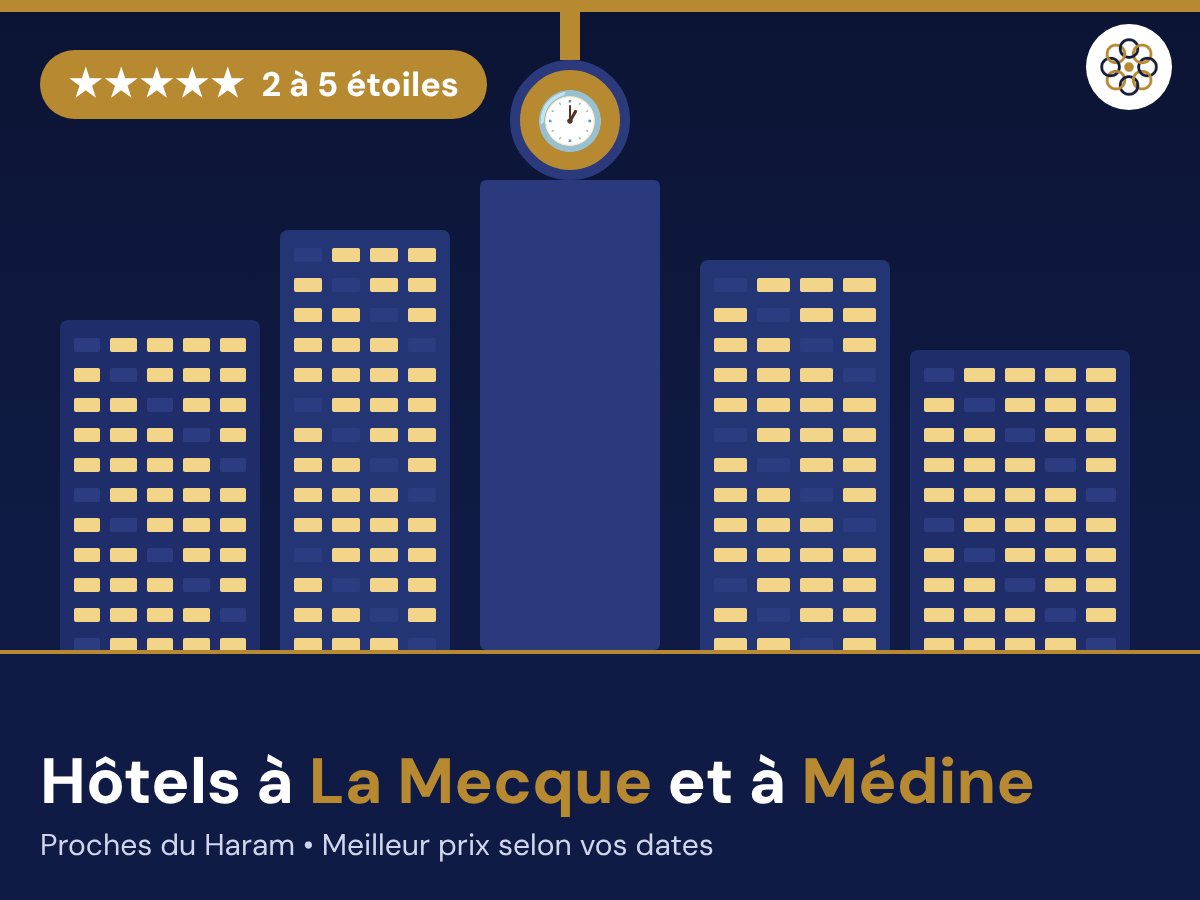 ★★★★★ 2 à 5 étoiles
Hôtels à La Mecque et à Médine
Proches du Haram • Meilleur prix selon vos dates